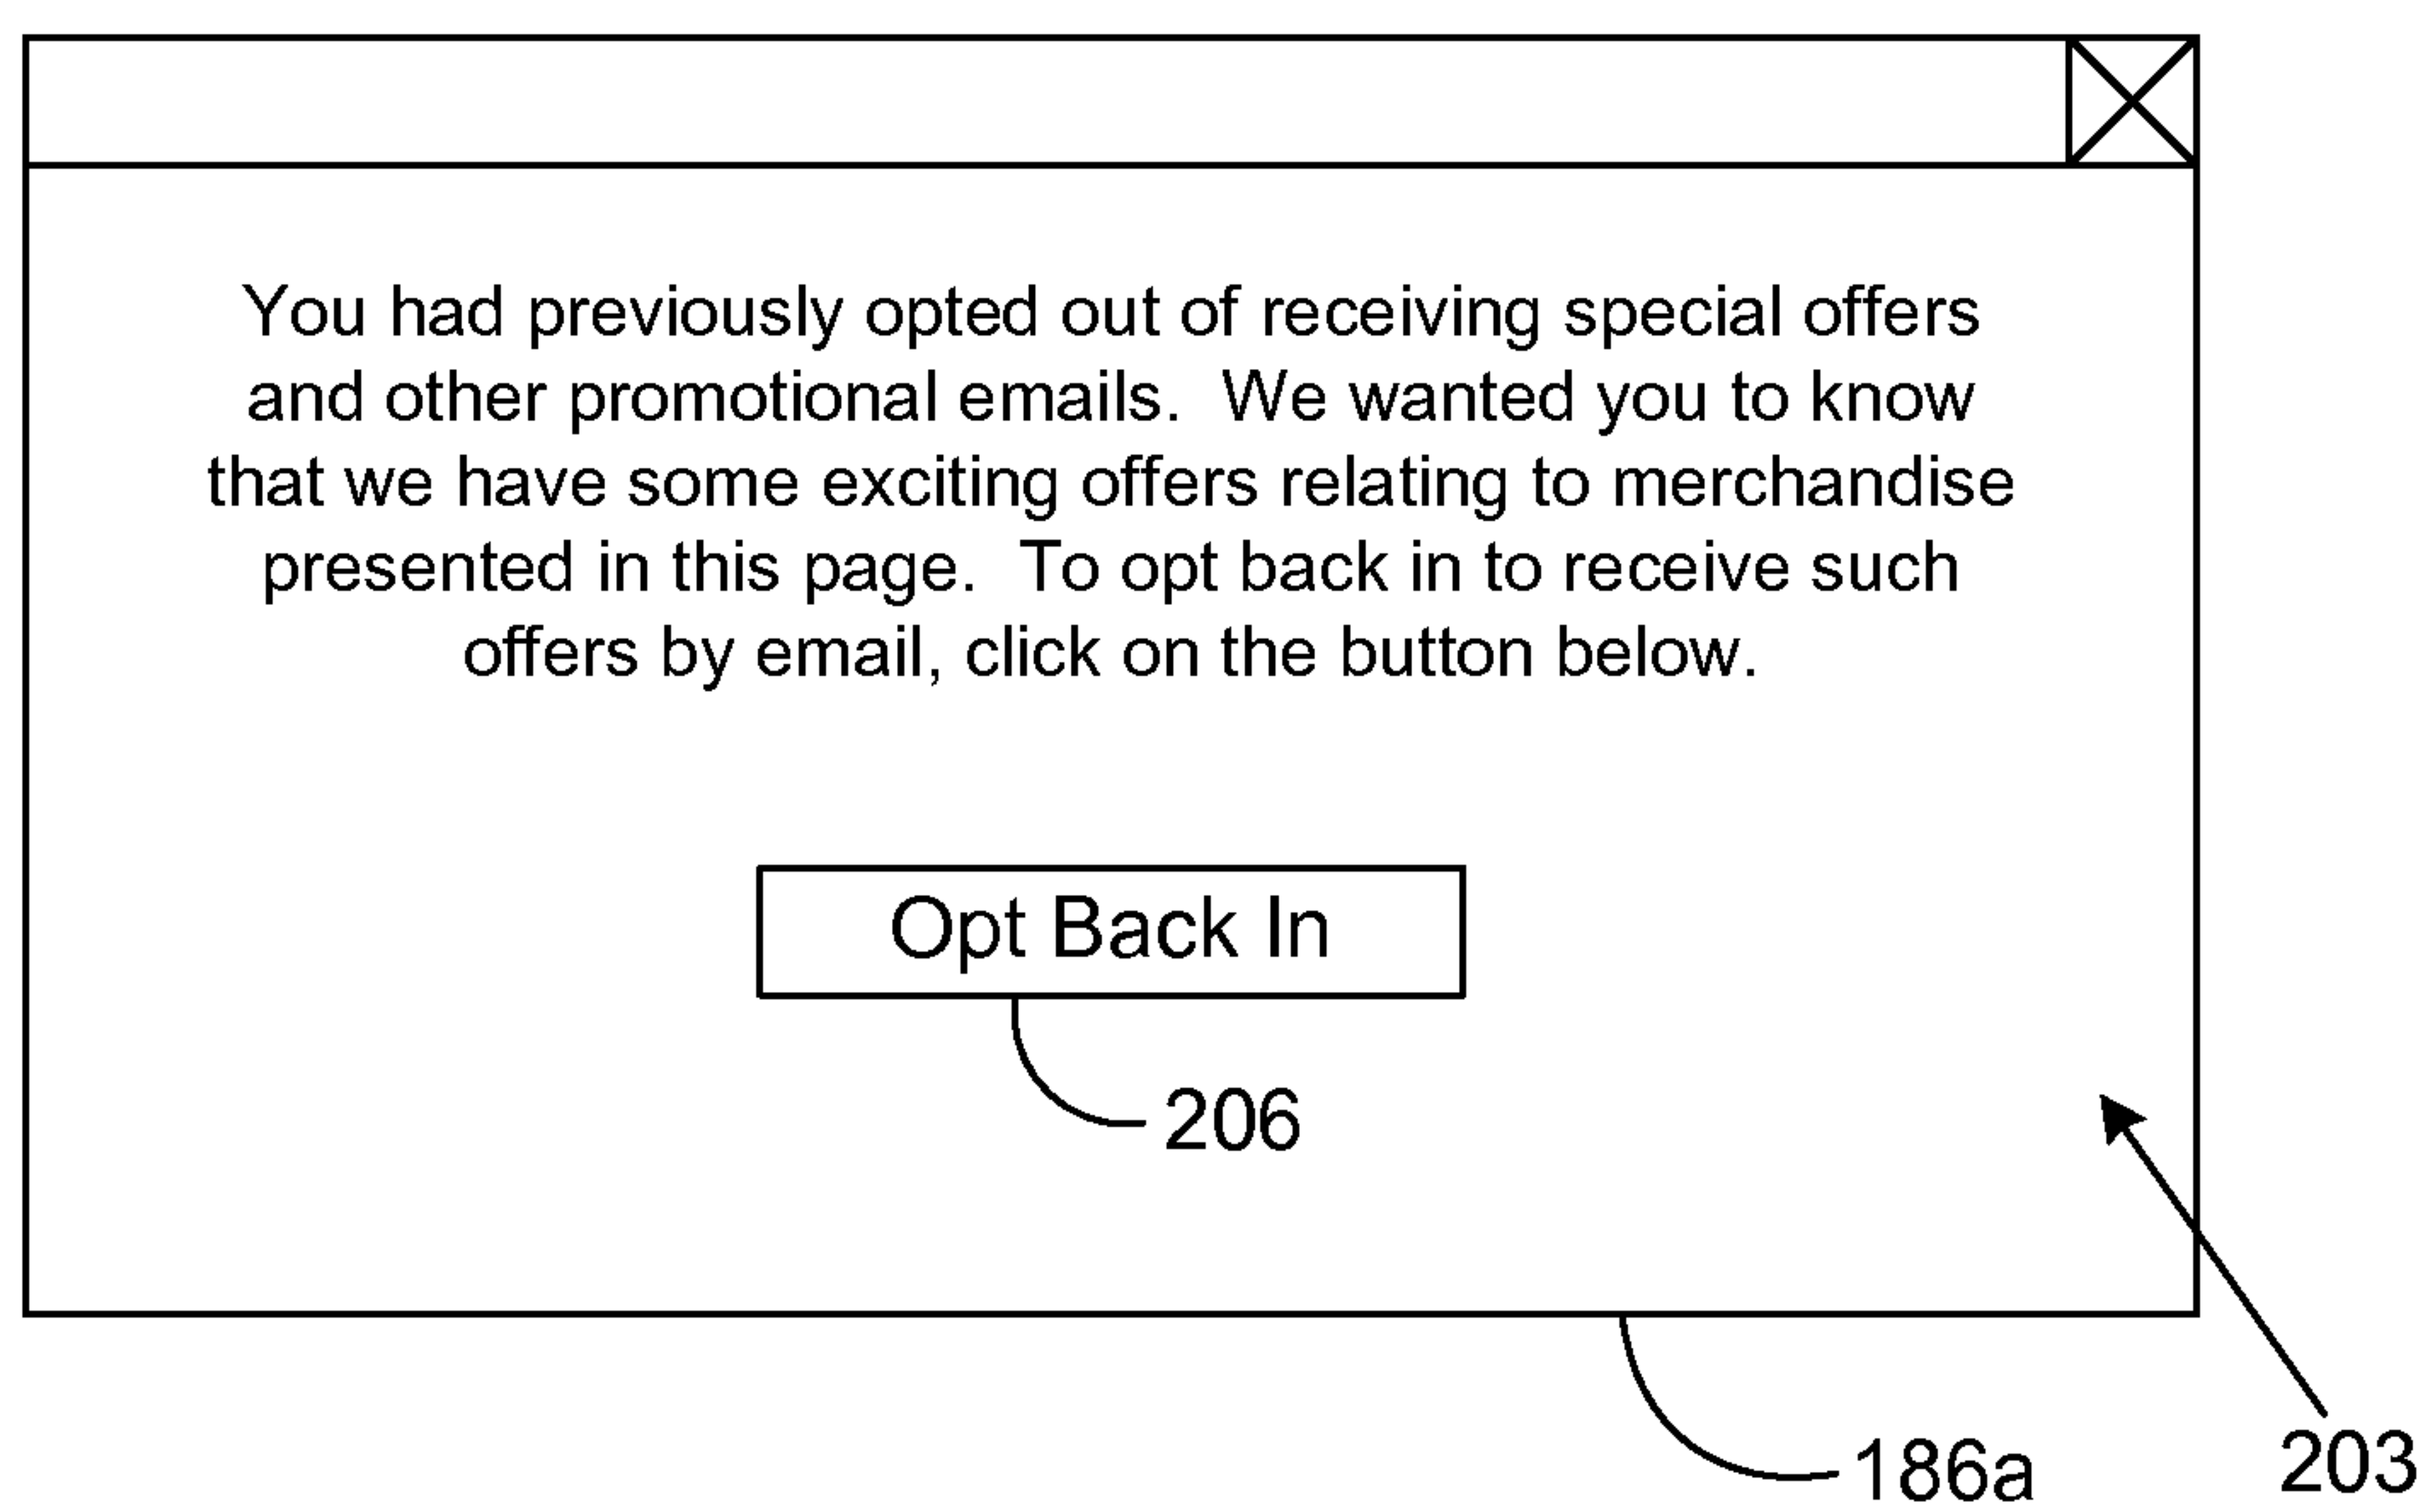 You had previously opted out of receiving special offers
and other promotional emails.  We wanted you to know
that we have some exciting offers relating to merchandise
presented in this page.  To opt back in to receive such
offers by email, click on the button below.
Opt Back In
206
186a
203